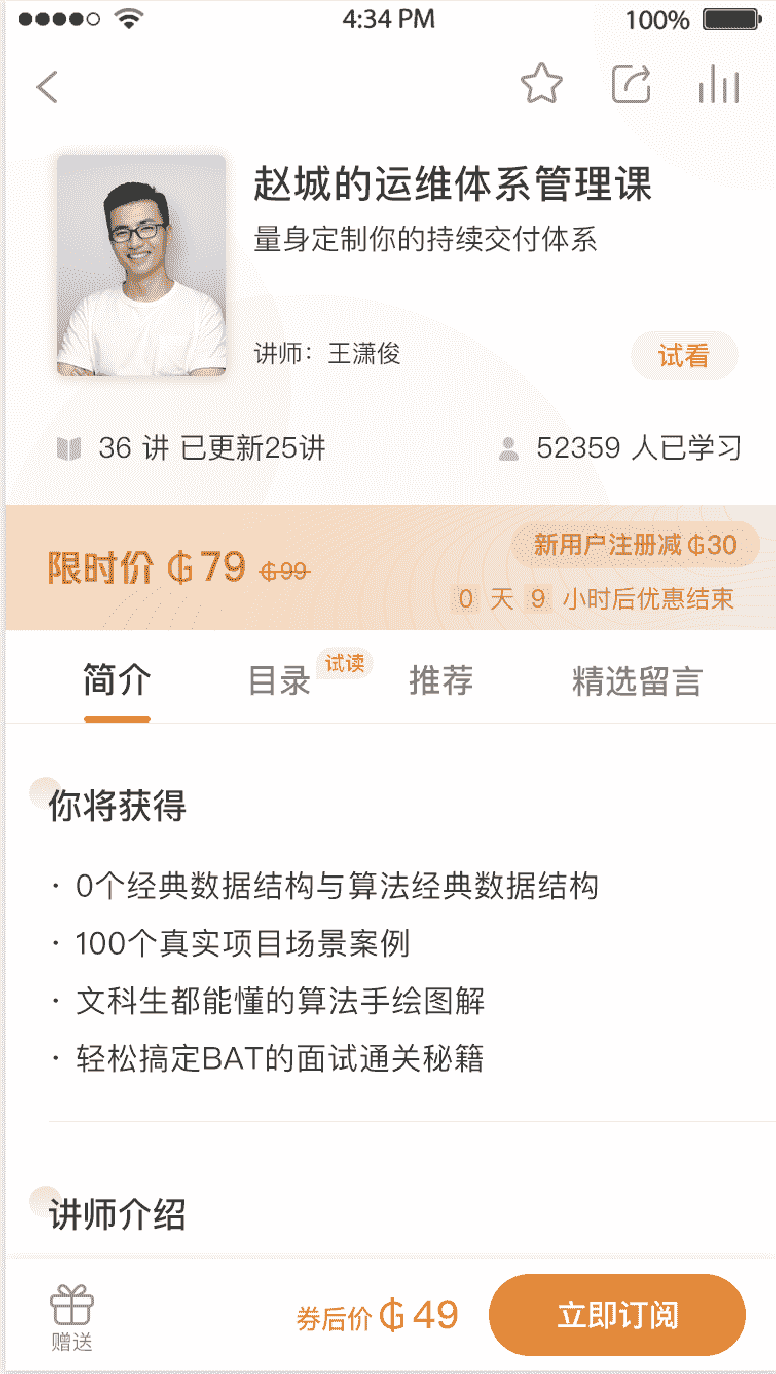 4:34 PM
100%
赵城的运维体系管理课
量身定制你的持续交付体系
讲师：王潇俊
试看
36 讲 已更新25讲
52359 人已学习
限时价 ₲79 ₲99
新用户注册减 ₲30
0 天 9 小时后优惠结束
简介
目录
试读
推荐
精选留言
你将获得
· 0个经典数据结构与算法经典数据结构
· 100个真实项目场景案例
· 文科生都能懂的算法手绘图解
· 轻松搞定BAT的面试通关秘籍
讲师介绍
赠送
券后价 ₲49
立即订阅